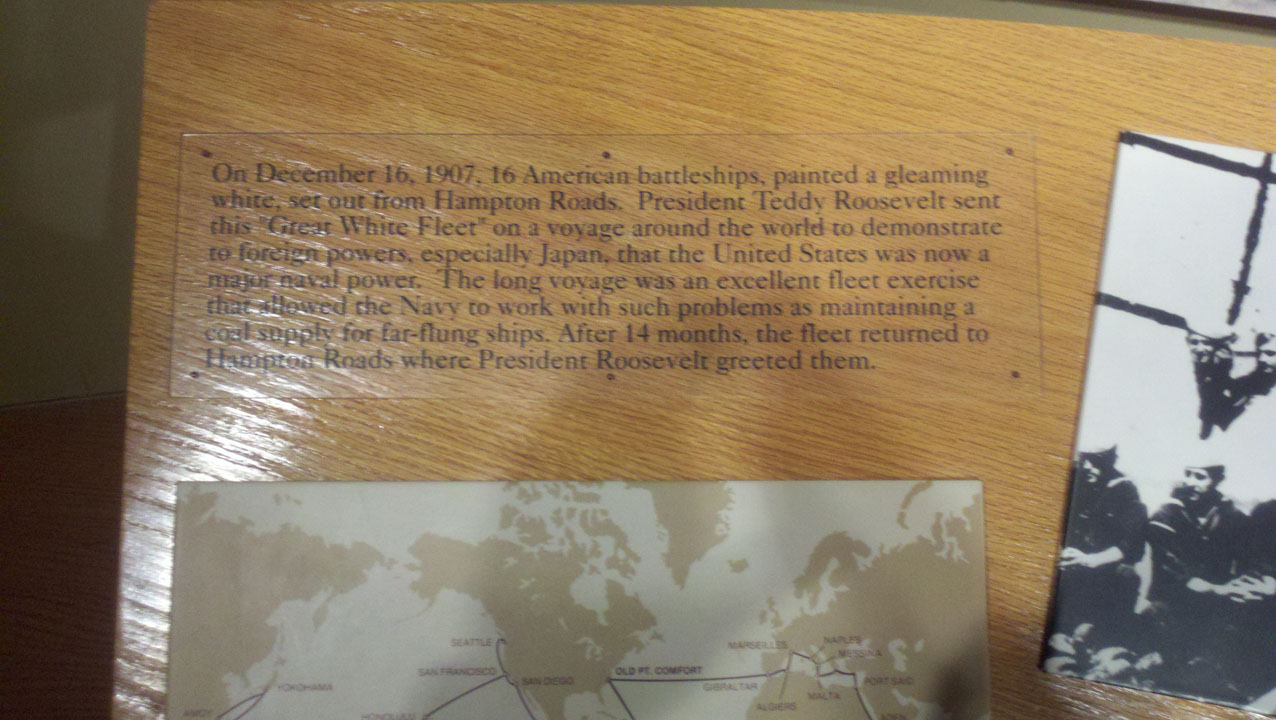 On December 16, 1907, 16 American battleships, painted a gleaming
white, set out from Hampton Roads. President Teddy Roosevelt sent
this "Great White Fleet" on a voyage around the world to demonstrate
to foreign powers, especially Japan, that the United States was now a
major naval power. The long voyage was an excellent fleet exercise
that allowed the Navy to work with such problems as maintaining a
coal supply for far-flung ships. After 14 months, the fleet returned to
Hampton Roads where President Roosevelt greeted them.
SEATTLE
SAN FRANCISCO
SAN DIEGO
OLD PT. COMFORT
MARSEILLES
NAPLES
MESSINA
GIBRALTAR
ALGIERS
MALTA
PORT SAID
YOKOHAMA
AMOY
HONOLULU
ADEN